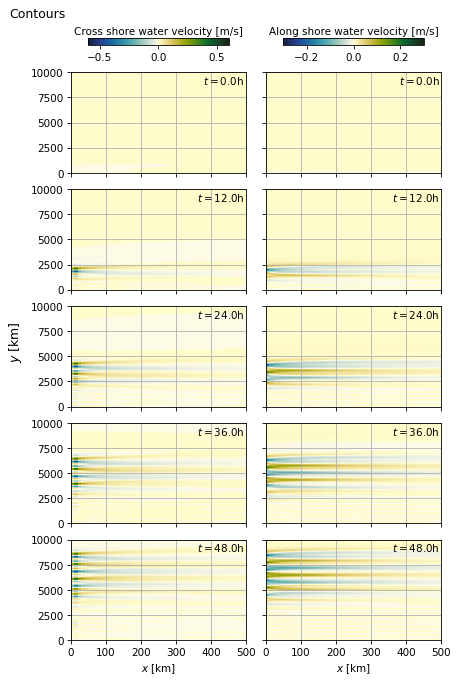 Contours
Cross shore water velocity [m/s]
Along shore water velocity [m/s]
−0.5 0.0 0.5
−0.2 0.0 0.2
10000
7500
5000
2500
0
t = 0.0h
t = 0.0h
10000
7500
5000
2500
0
t = 12.0h
t = 12.0h
10000
7500
5000
2500
0
t = 24.0h
t = 24.0h
10000
7500
5000
2500
0
t = 36.0h
t = 36.0h
10000
7500
5000
2500
0
t = 48.0h
t = 48.0h
y [km]
0 100 200 300 400 500
0 100 200 300 400 500
x [km]
x [km]